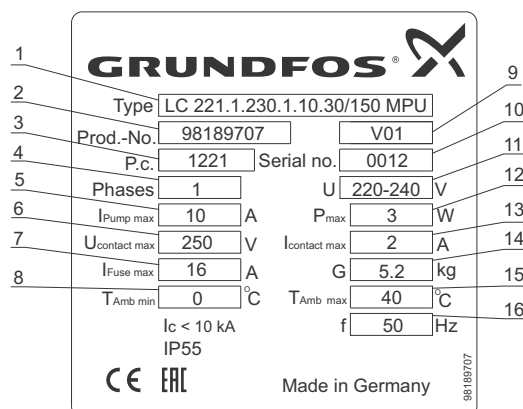 GRUNDFOS
1 Type LC 221.1.230.1.10.30/150 MPU
2 Prod.-No. 98189707 V01 9
3 P.c. 1221 Serial no. 0012 10
4 Phases 1 U 220-240 V 11
5 IPump max 10 A Pmax 3 W 12
6 Ucontact max 250 V Icontact max 2 A 13
7 IFuse max 16 A G 5.2 kg 14
8 TAmb min 0 °C TAmb max 40 °C 15
f 50 Hz 16
Ic < 10 kA
IP55
CE EAC Made in Germany
98189707